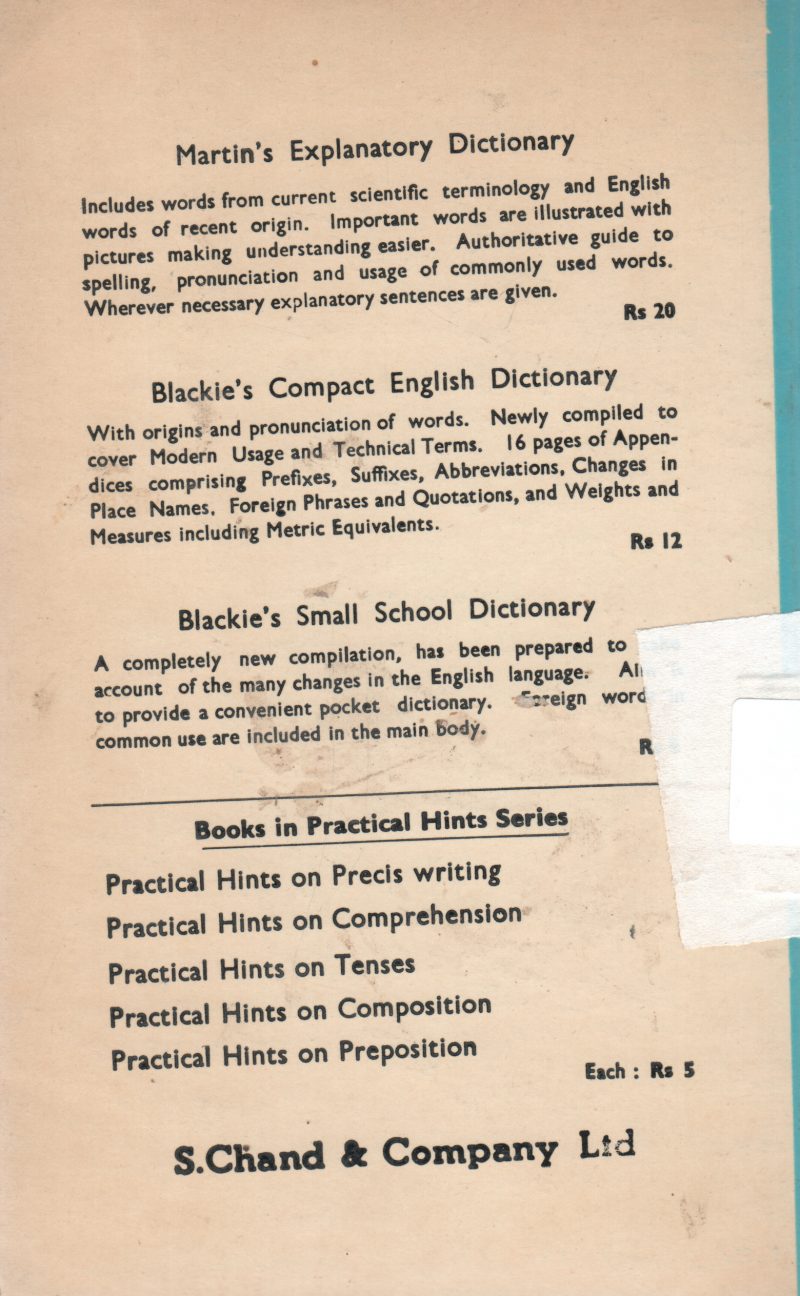 Martin's Explanatory Dictionary
Includes words from current scientific terminology and English
words of recent origin. Important words are illustrated with
pictures making understanding easier. Authoritative guide to
spelling, pronunciation and usage of commonly used words.
Wherever necessary explanatory sentences are given.
Rs 20
Blackie's Compact English Dictionary
With origins and pronunciation of words. Newly compiled to
cover Modern Usage and Technical Terms. 16 pages of Appen-
dices comprising Prefixes, Suffixes, Abbreviations, Changes in
Place Names, Foreign Phrases and Quotations, and Weights and
Measures including Metric Equivalents.
Rs 12
Blackie's Small School Dictionary
A completely new compilation, has been prepared to
account of the many changes in the English language.
to provide a convenient pocket dictionary. Foreign
common use are included in the main body.
Books in Practical Hints Series
Practical Hints on Precis writing
Practical Hints on Comprehension
Practical Hints on Tenses
Practical Hints on Composition
Practical Hints on Preposition
Each : Rs 5
S.Chand & Company Ltd